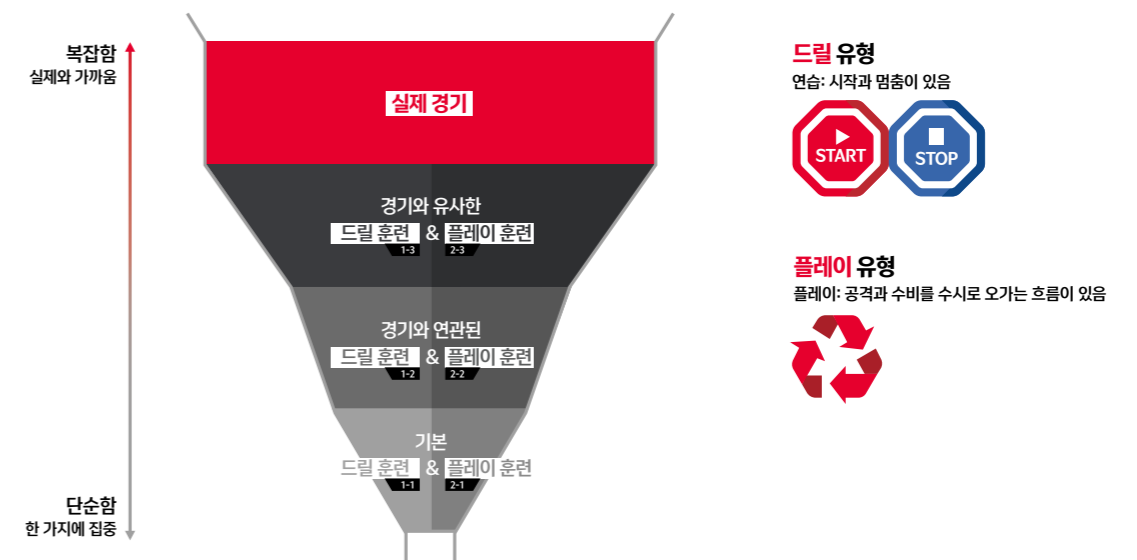 복잡함
실제와 가까움
실제 경기
경기와 유사한
드릴 훈련 & 플레이 훈련
1-3 2-3
경기와 연관된
드릴 훈련 & 플레이 훈련
1-2 2-2
기본
드릴 훈련 & 플레이 훈련
1-1 2-1
단순함
한 가지에 집중
드릴 유형
연습: 시작과 멈춤이 있음
START STOP
플레이 유형
플레이: 공격과 수비를 수시로 오가는 흐름이 있음